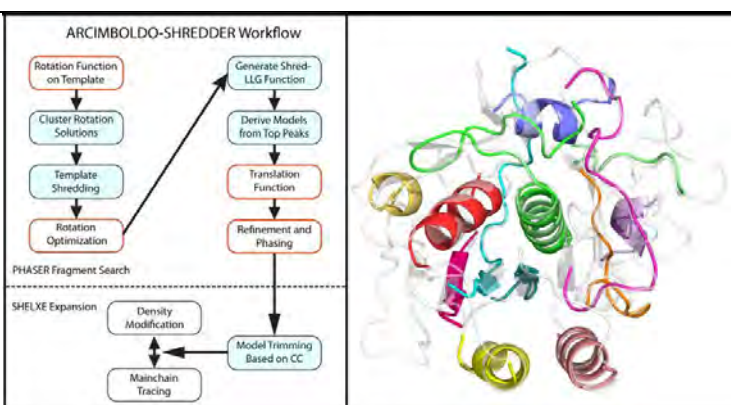 ARCIMBOLDO-SHREDDER Workflow
Rotation Function
on Template
Cluster Rotation
Solutions
Template
Shredding
Rotation
Optimization
PHASER Fragment Search
Generate Shred-
LLG Function
Derive Models
from Top Peaks
Translation
Function
Refinement and
Phasing
SHELXE Expansion
Density
Modification
Mainchain
Tracing
Model Trimming
Based on CC